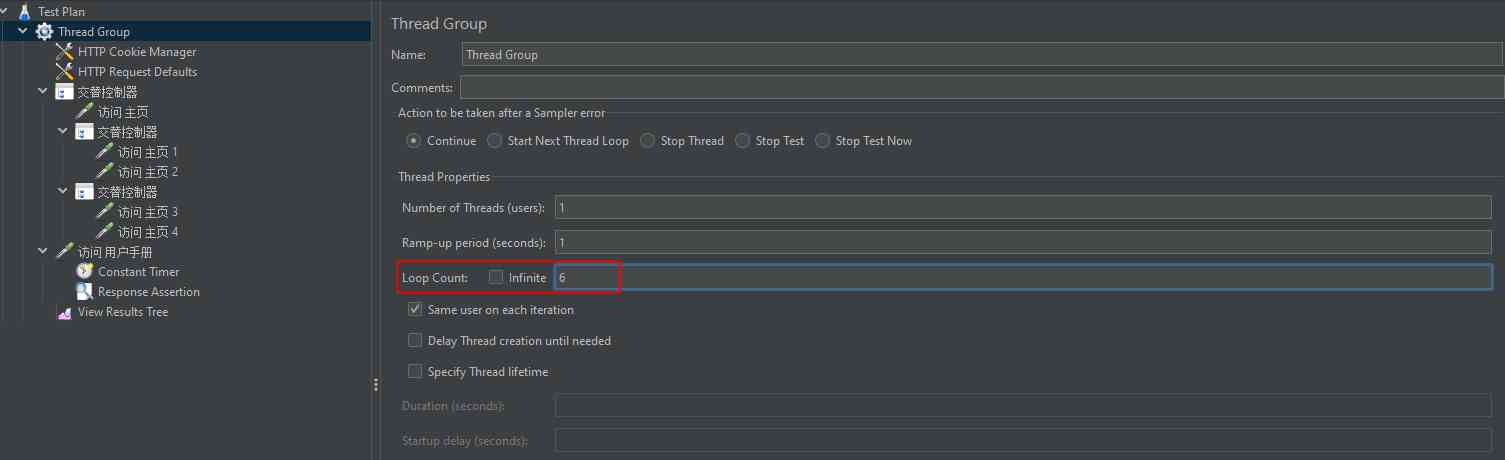 Test Plan
Thread Group
HTTP Cookie Manager
HTTP Request Defaults
交替控制器
访问 主页
交替控制器
访问 主页 1
访问 主页 2
交替控制器
访问 主页 3
访问 主页 4
访问 用户手册
Constant Timer
Response Assertion
View Results Tree
Thread Group
Name: Thread Group
Comments:
Action to be taken after a Sampler error
Continue Start Next Thread Loop Stop Thread Stop Test Stop Test Now
Thread Properties
Number of Threads (users): 1
Ramp-up period (seconds): 1
Loop Count: Infinite 6
Same user on each iteration
Delay Thread creation until needed
Specify Thread lifetime
Duration (seconds):
Startup delay (seconds):